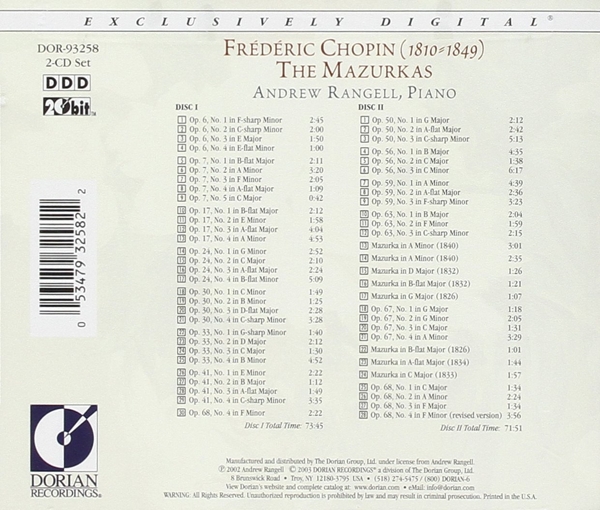 EXCLUSIVELY DIGITAL®
DOR-93258
2-CD Set
DDD
20bit™
FRÉDÉRIC CHOPIN (1810-1849)
THE MAZURKAS
ANDREW RANGELL, PIANO
DISC I
1 Op. 6, No. 1 in F-sharp Minor 2:45
2 Op. 6, No. 2 in C-sharp Minor 2:00
3 Op. 6, No. 3 in E Major 1:50
4 Op. 6, No. 4 in E-flat Minor 1:00
5 Op. 7, No. 1 in B-flat Major 2:11
6 Op. 7, No. 2 in A Minor 3:20
7 Op. 7, No. 3 in F Minor 2:05
8 Op. 7, No. 4 in A-flat Major 1:09
9 Op. 7, No. 5 in C Major 0:42
10 Op. 17, No. 1 in B-flat Major 2:12
11 Op. 17, No. 2 in E Minor 1:58
12 Op. 17, No. 3 in A-flat Major 4:04
13 Op. 17, No. 4 in A Minor 4:53
14 Op. 24, No. 1 in G Minor 2:52
15 Op. 24, No. 2 in C Major 2:10
16 Op. 24, No. 3 in A-flat Major 2:24
17 Op. 24, No. 4 in B-flat Minor 5:09
18 Op. 30, No. 1 in C Minor 1:49
19 Op. 30, No. 2 in B Minor 1:25
20 Op. 30, No. 3 in D-flat Major 2:28
21 Op. 30, No. 4 in C-sharp Minor 3:28
22 Op. 33, No. 1 in G-sharp Minor 1:40
23 Op. 33, No. 2 in D Major 2:12
24 Op. 33, No. 3 in C Major 1:30
25 Op. 33, No. 4 in B Minor 4:52
26 Op. 41, No. 1 in E Minor 2:22
27 Op. 41, No. 2 in B Major 1:12
28 Op. 41, No. 3 in A-flat Major 1:49
29 Op. 41, No. 4 in C-sharp Minor 3:35
30 Op. 68, No. 4 in F Minor 2:22
Disc I Total Time: 73:45
DISC II
1 Op. 50, No. 1 in G Major 2:12
2 Op. 50, No. 2 in A-flat Major 2:42
3 Op. 50, No. 3 in C-sharp Minor 5:13
4 Op. 56, No. 1 in B Major 4:35
5 Op. 56, No. 2 in C Major 1:38
6 Op. 56, No. 3 in C Minor 6:17
7 Op. 59, No. 1 in A Minor 4:39
8 Op. 59, No. 2 in A-flat Major 2:36
9 Op. 59, No. 3 in F-sharp Minor 3:23
10 Op. 63, No. 1 in B Major 2:04
11 Op. 63, No. 2 in F Minor 1:59
12 Op. 63, No. 3 in C-sharp Minor 2:15
13 Mazurka in A Minor (1840) 3:01
14 Mazurka in A Minor (1840) 2:35
15 Mazurka in D Major (1832) 1:26
16 Mazurka in B-flat Major (1832) 1:21
17 Mazurka in G Major (1826) 1:07
18 Op. 67, No. 1 in G Major 1:18
19 Op. 67, No. 2 in G Minor 2:05
20 Op. 67, No. 3 in C Major 1:31
21 Op. 67, No. 4 in A Minor 3:29
22 Mazurka in B-flat Major (1826) 1:01
23 Mazurka in A-flat Major (1834) 1:44
24 Mazurka in C Major (1833) 1:57
25 Op. 68, No. 1 in C Major 1:34
26 Op. 68, No. 2 in A Minor 2:34
27 Op. 68, No. 3 in F Major 1:34
28 Op. 68, No. 4 in F Minor (revised version) 3:56
Disc II Total Time: 71:51
0 53479 32582 2
DORIAN
RECORDINGS®
Manufactured and distributed by The Dorian Group, Ltd. under license from Andrew Rangell.
℗ 2002 Andrew Rangell © 2003 DORIAN RECORDINGS® a division of The Dorian Group, Ltd.
8 Brunswick Road • Troy, NY 12180-3795 USA • (518) 274-5475 / (800) DORIAN-6
View Dorian's website and complete catalog at: www.dorian.com • eMail: info@dorian.com
WARNING: All Rights Reserved. Unauthorized reproduction is prohibited by law and may result in criminal prosecution. Printed in the U.S.A.